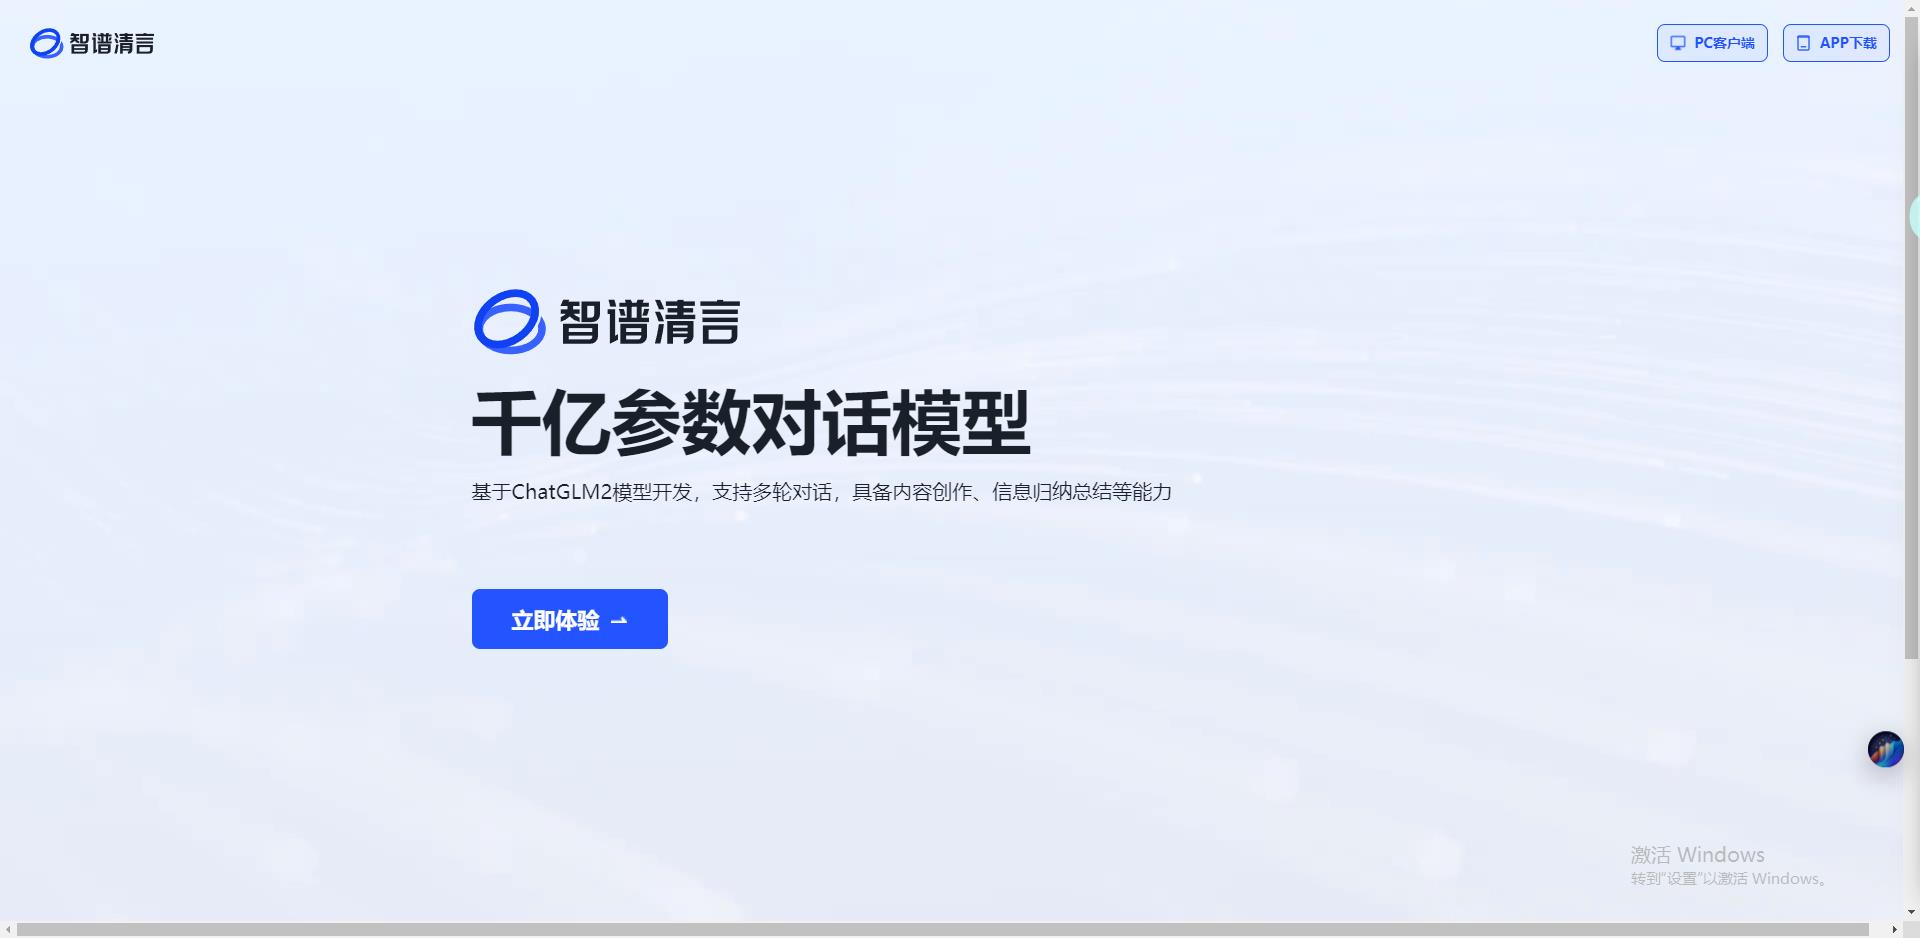 智谱清言
PC客户端
APP下载
智谱清言
千亿参数对话模型
基于ChatGLM2模型开发，支持多轮对话，具备内容创作、信息归纳总结等能力
立即体验
激活 Windows
转到“设置”以激活 Windows。